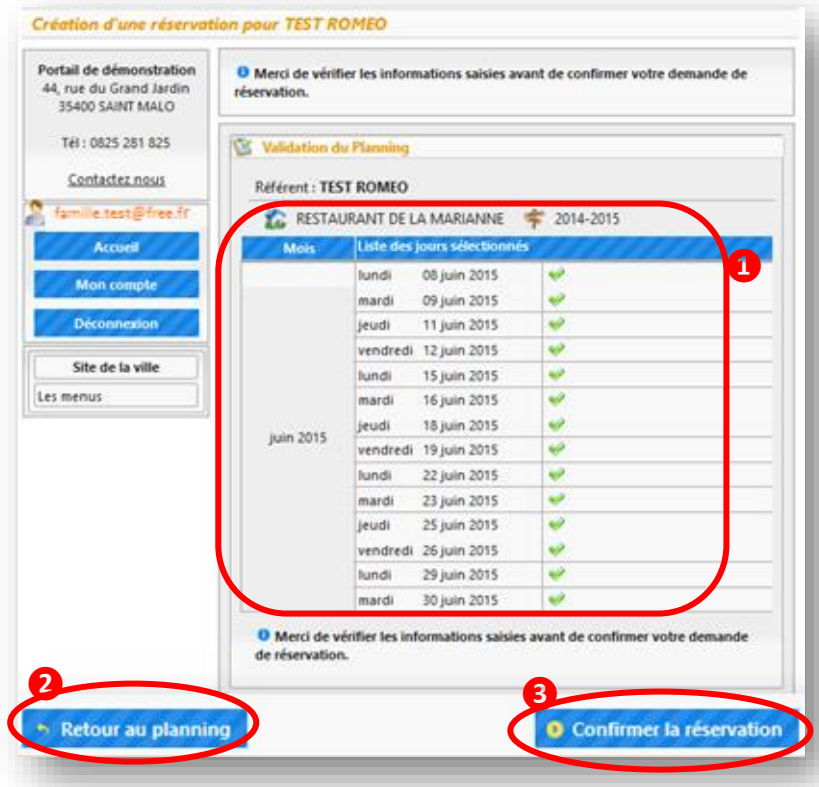 Création d'une réservation pour TEST ROMEO
Portail de démonstration
44, rue du Grand Jardin
35400 SAINT MALO
Tél : 0825 281 825
Contactez nous
famille.test@free.fr
Accueil
Mon compte
Déconnexion
Site de la ville
Les menus
Merci de vérifier les informations saisies avant de confirmer votre demande de
réservation.
Validation du Planning
Référent : TEST ROMEO
RESTAURANT DE LA MARIANNE 2014-2015
Mois Liste des jours sélectionnés
1
juin 2015
lundi 08 juin 2015
mardi 09 juin 2015
jeudi 11 juin 2015
vendredi 12 juin 2015
lundi 15 juin 2015
mardi 16 juin 2015
jeudi 18 juin 2015
vendredi 19 juin 2015
lundi 22 juin 2015
mardi 23 juin 2015
jeudi 25 juin 2015
vendredi 26 juin 2015
lundi 29 juin 2015
mardi 30 juin 2015
Merci de vérifier les informations saisies avant de confirmer votre demande
de réservation.
2
Retour au planning
3
Confirmer la réservation